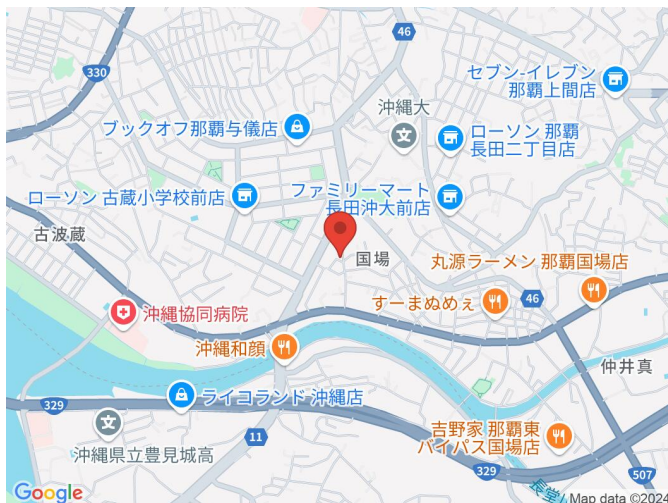 46
セブン-イレブン
那覇上間店
330
沖縄大
ブックオフ那覇与儀店
ローソン 那覇
長田二丁目店
ローソン 古蔵小学校前店
ファミリーマート
長田沖大前店
古波蔵
国場
丸源ラーメン 那覇国場店
すーまぬめぇ
46
沖縄協同病院
沖縄和顔
仲井真
ライコランド 沖縄店
329
沖縄県立豊見城高
11
吉野家 那覇東
バイパス国場店
329
507
長堂川
Google
Map data ©2024